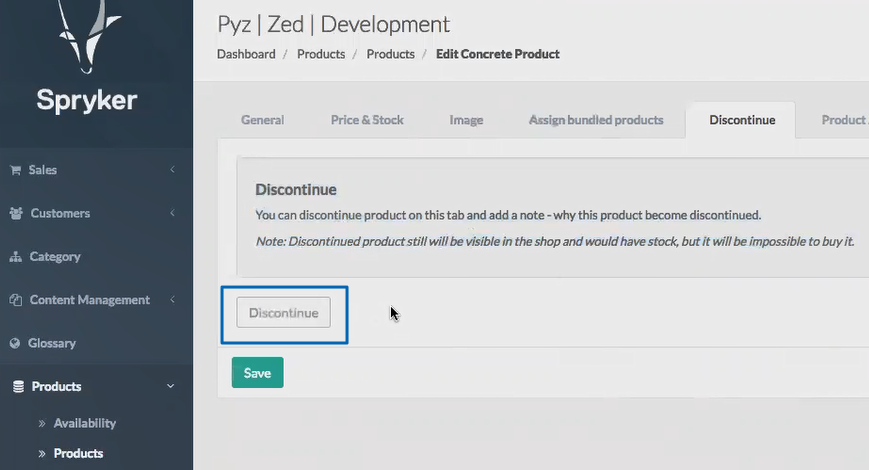 Pyz | Zed | Development
Dashboard / Products / Products / Edit Concrete Product
Spryker
General Price & Stock Image Assign bundled products Discontinue Product
Sales
Customers
Category
Content Management
Glossary
Products
Availability
Products
Discontinue
You can discontinue product on this tab and add a note - why this product become discontinued.
Note: Discontinued product still will be visible in the shop and would have stock, but it will be impossible to buy it.
Discontinue
Save